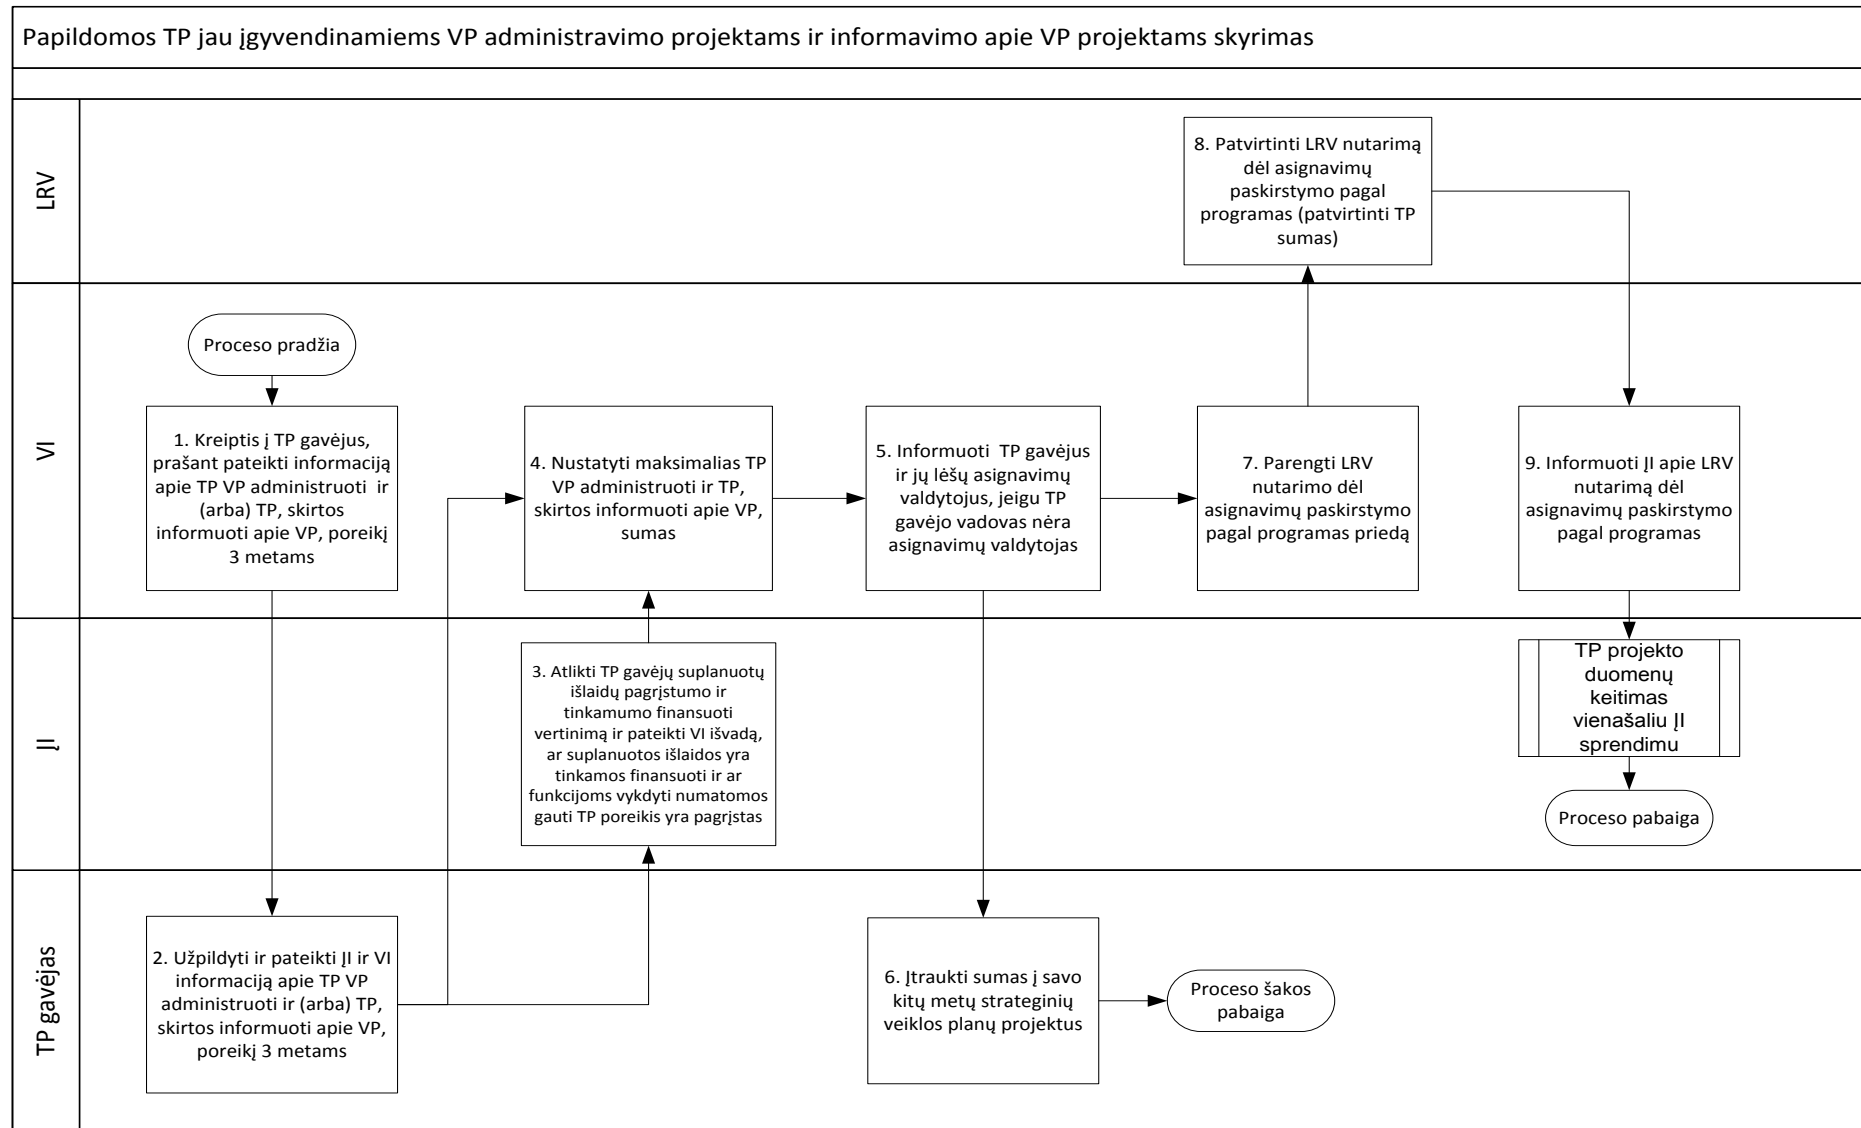 Papildomos TP jau įgyvendinamiems VP administravimo projektams ir informavimo apie VP projektams skyrimas
LRV
8. Patvirtinti LRV nutarimą
dėl asignavimų
paskirstymo pagal
programas (patvirtinti TP
sumas)
VI
Proceso pradžia
1. Kreiptis į TP gavėjus,
prašant pateikti informaciją
apie TP VP administruoti ir
(arba) TP, skirtos
informuoti apie VP, poreikį
3 metams
4. Nustatyti maksimalias TP
VP administruoti ir TP,
skirtos informuoti apie VP,
sumas
5. Informuoti TP gavėjus
ir jų lėšų asignavimų
valdytojus, jeigu TP
gavėjo vadovas nėra
asignavimų valdytojas
7. Parengti LRV
nutarimo dėl
asignavimų paskirstymo
pagal programas priedą
9. Informuoti ĮI apie LRV
nutarimą dėl
asignavimų paskirstymo
pagal programas
ĮI
3. Atlikti TP gavėjų suplanuotų
išlaidų pagrįstumo ir
tinkamumo finansuoti
vertinimą ir pateikti VI išvadą,
ar suplanuotos išlaidos yra
tinkamos finansuoti ir ar
funkcijoms vykdyti numatomos
gauti TP poreikis yra pagrįstas
TP projekto
duomenų
keitimas
vienašaliu ĮI
sprendimu
Proceso pabaiga
TP gavėjas
2. Užpildyti ir pateikti ĮI ir VI
informaciją apie TP VP
administruoti ir (arba) TP,
skirtos informuoti apie VP,
poreikį 3 metams
6. Įtraukti sumas į savo
kitų metų strateginių
veiklos planų projektus
Proceso šakos
pabaiga